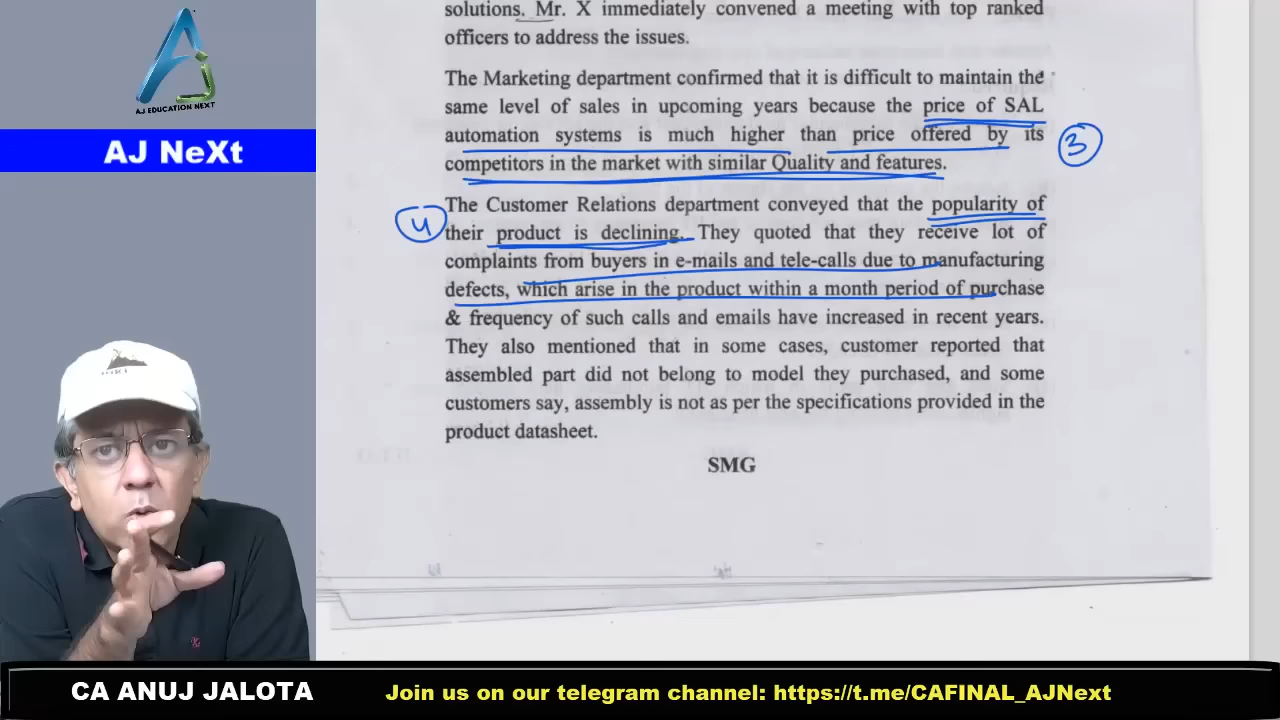 AJ EDUCATION NEXT
AJ NeXt
solutions. Mr. X immediately convened a meeting with top ranked
officers to address the issues.
The Marketing department confirmed that it is difficult to maintain the
same level of sales in upcoming years because the price of SAL
automation systems is much higher than price offered by its
competitors in the market with similar Quality and features.
3
The Customer Relations department conveyed that the popularity of
4
their product is declining. They quoted that they receive lot of
complaints from buyers in e-mails and tele-calls due to manufacturing
defects, which arise in the product within a month period of purchase
& frequency of such calls and emails have increased in recent years.
They also mentioned that in some cases, customer reported that
assembled part did not belong to model they purchased, and some
customers say, assembly is not as per the specifications provided in the
product datasheet.
SMG
CA ANUJ JALOTA
Join us on our telegram channel: https://t.me/CAFINAL_AJNext